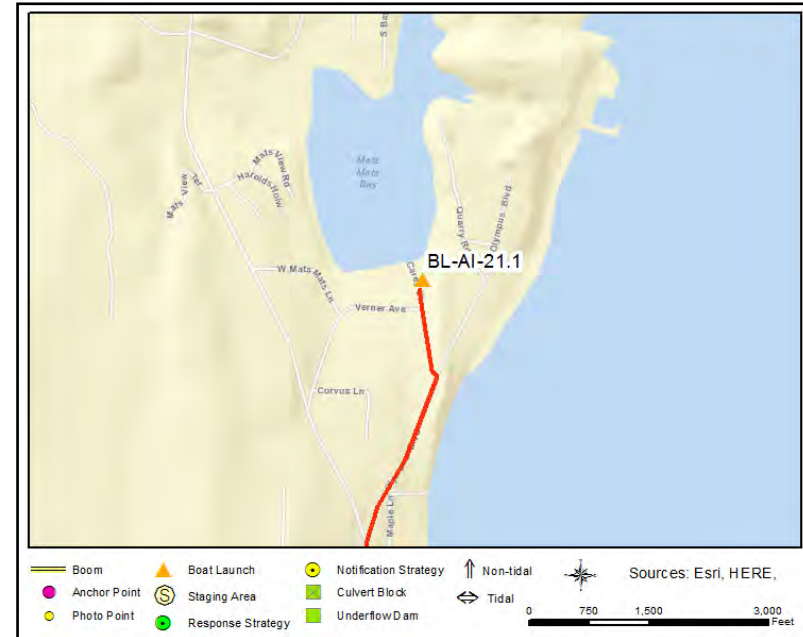 S Bay
Mats
Mats
Bay
Mats
View Rd
Harolds Holw
Mats View
Ter
Quarry Rd
Olympus Blvd
BL-AI-21.1
W Mats Mats Ln
Verner Ave
Corvus Ln
Maple Ln
Boom
Boat Launch
Notification Strategy
Non-tidal
Sources: Esri, HERE,
Anchor Point
S
Staging Area
Culvert Block
Tidal
Photo Point
Response Strategy
Underflow Dam
0 750 1,500 3,000
Feet